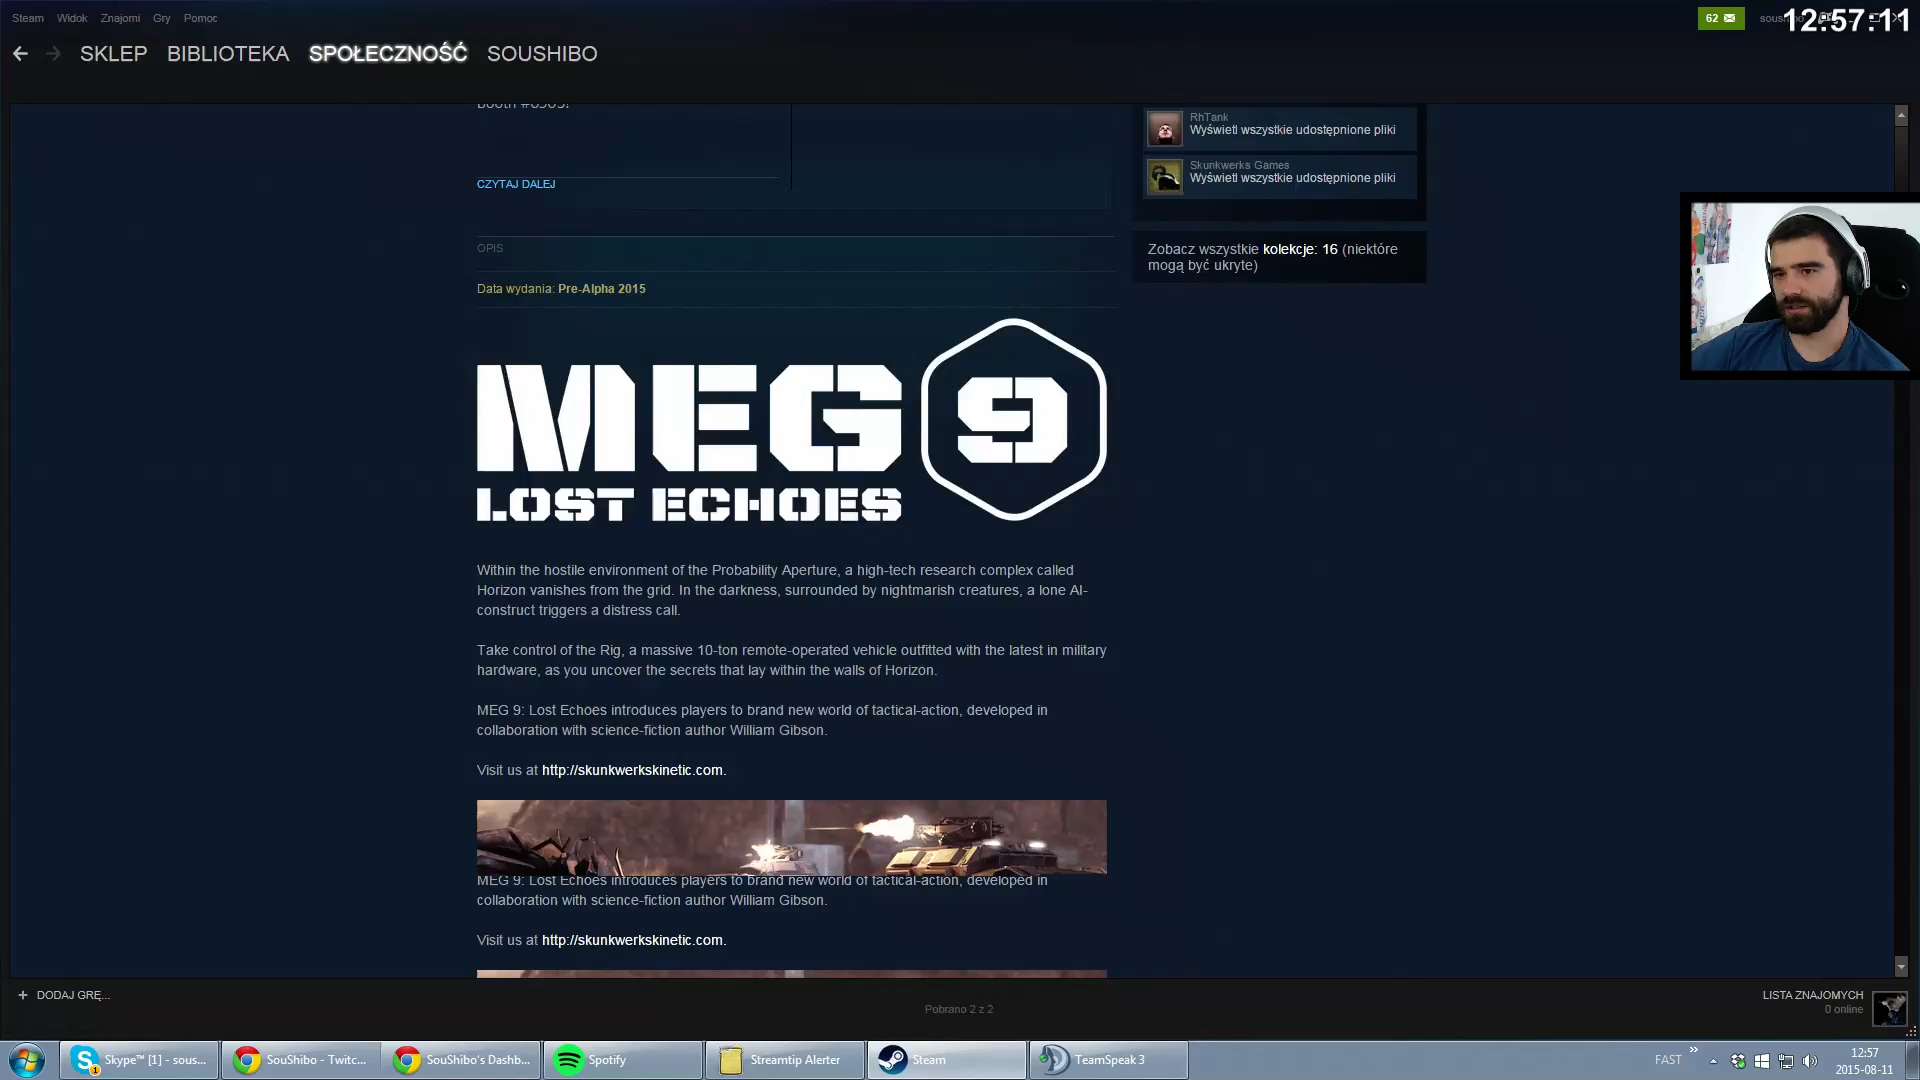 Steam Widok Znajomi Gry Pomoc
62
12:57:11
SKLEP BIBLIOTEKA SPOŁECZNOŚĆ SOUSHIBO
CZYTAJ DALEJ
RhTank
Wyświetl wszystkie udostępnione pliki
Skunkwerks Games
Wyświetl wszystkie udostępnione pliki
Zobacz wszystkie kolekcje: 16 (niektóre
mogą być ukryte)
OPIS
Data wydania: Pre-Alpha 2015
MEG 9
LOST ECHOES
Within the hostile environment of the Probability Aperture, a high-tech research complex called
Horizon vanishes from the grid. In the darkness, surrounded by nightmarish creatures, a lone AI-
construct triggers a distress call.
Take control of the Rig, a massive 10-ton remote-operated vehicle outfitted with the latest in military
hardware, as you uncover the secrets that lay within the walls of Horizon.
MEG 9: Lost Echoes introduces players to brand new world of tactical-action, developed in
collaboration with science-fiction author William Gibson.
Visit us at http://skunkwerkskinetic.com.
MEG 9: Lost Echoes introduces players to brand new world of tactical-action, developed in
collaboration with science-fiction author William Gibson.
Visit us at http://skunkwerkskinetic.com.
+ DODAJ GRĘ...
Pobrano 2 z 2
LISTA ZNAJOMYCH
0 online
Skype™ [1] - sous...
SouShibo - Twitc...
SouShibo's Dashb...
Spotify
Streamtip Alerter
Steam
TeamSpeak 3
FAST
12:57
2015-08-11